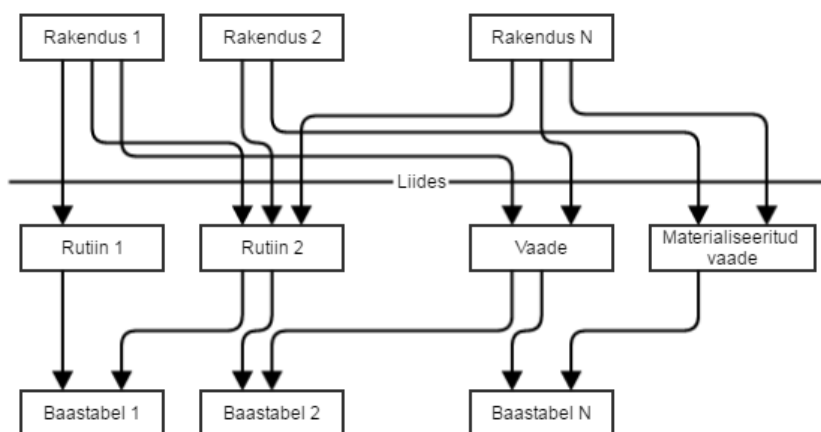 Rakendus 1
Rakendus 2
Rakendus N
Liides
Rutiin 1
Rutiin 2
Vaade
Materialiseeritud
vaade
Baastabel 1
Baastabel 2
Baastabel N